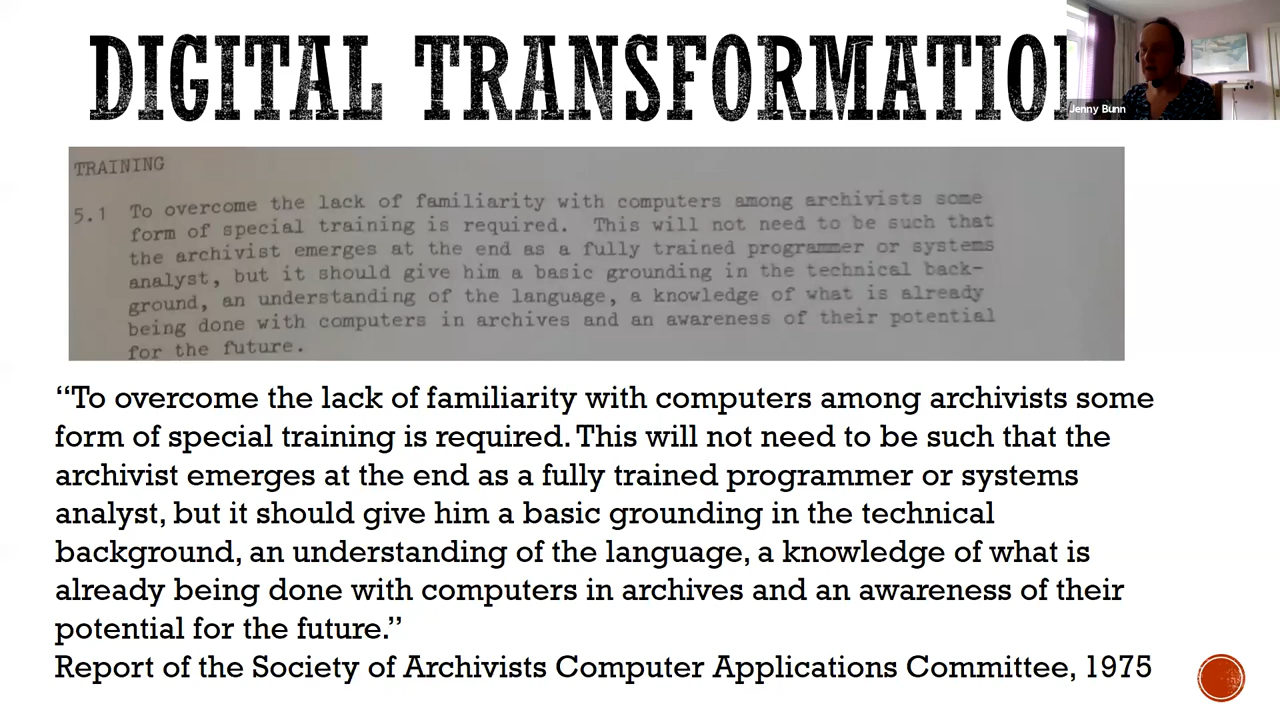 DIGITAL TRANSFORMATIO
Jenny Bunn
TRAINING
5.1 To overcome the lack of familiarity with computers among archivists some
form of special training is required. This will not need to be such that
the archivist emerges at the end as a fully trained programmer or systems
analyst, but it should give him a basic grounding in the technical back-
ground, an understanding of the language, a knowledge of what is already
being done with computers in archives and an awareness of their potential
for the future.
“To overcome the lack of familiarity with computers among archivists some
form of special training is required. This will not need to be such that the
archivist emerges at the end as a fully trained programmer or systems
analyst, but it should give him a basic grounding in the technical
background, an understanding of the language, a knowledge of what is
already being done with computers in archives and an awareness of their
potential for the future.”
Report of the Society of Archivists Computer Applications Committee, 1975